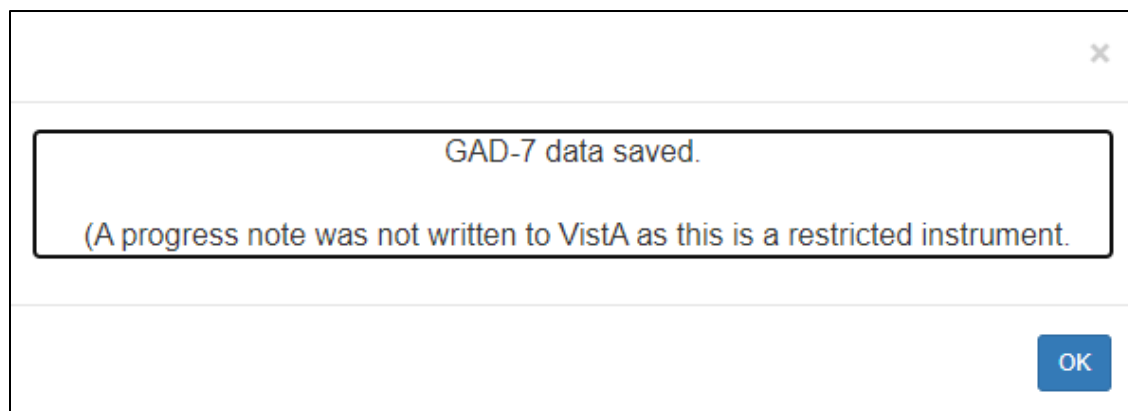 ×
GAD-7 data saved.
(A progress note was not written to VistA as this is a restricted instrument.
OK